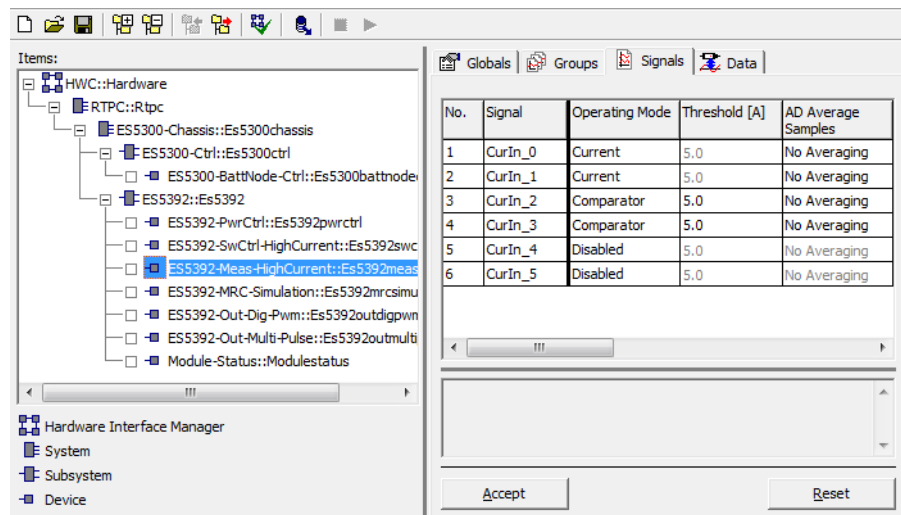 Items:
HWC::Hardware
RTPC::Rtpc
ES5300-Chassis::Es5300chassis
ES5300-Ctrl::Es5300ctrl
ES5300-BattNode-Ctrl::Es5300battnode
ES5392::Es5392
ES5392-PwrCtrl::Es5392pwrctrl
ES5392-SwCtrl-HighCurrent::Es5392swc
ES5392-Meas-HighCurrent::Es5392meas
ES5392-MRC-Simulation::Es5392mrcsimu
ES5392-Out-Dig-Pwm::Es5392outdigpwm
ES5392-Out-Multi-Pulse::Es5392outmulti
Module-Status::Modulestatus
Hardware Interface Manager
System
Subsystem
Device
Globals Groups Signals Data
No. Signal Operating Mode Threshold [A] AD Average
Samples
1 CurIn_0 Current 5.0 No Averaging
2 CurIn_1 Current 5.0 No Averaging
3 CurIn_2 Comparator 5.0 No Averaging
4 CurIn_3 Comparator 5.0 No Averaging
5 CurIn_4 Disabled 5.0 No Averaging
6 CurIn_5 Disabled 5.0 No Averaging
Accept Reset